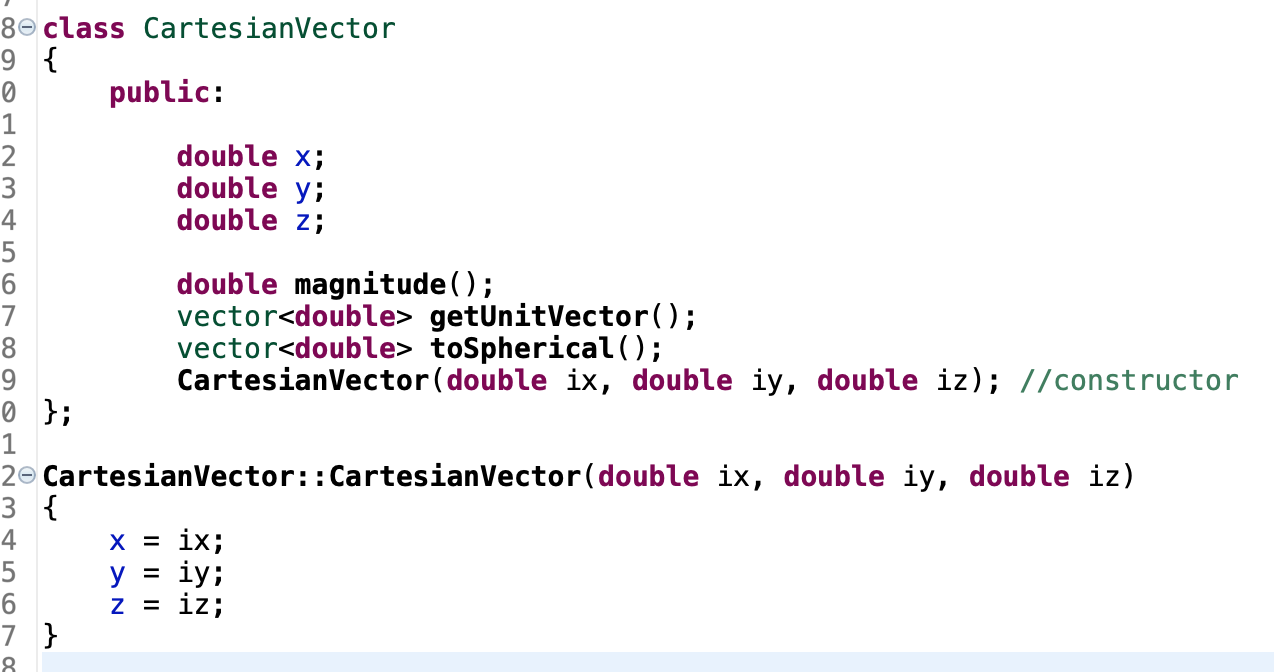 8 class CartesianVector
9 {
0     public:
1
2         double x;
3         double y;
4         double z;
5
6         double magnitude();
7         vector<double> getUnitVector();
8         vector<double> toSpherical();
9         CartesianVector(double ix, double iy, double iz); //constructor
0 };
1
2 CartesianVector::CartesianVector(double ix, double iy, double iz)
3 {
4     x = ix;
5     y = iy;
6     z = iz;
7 }
8